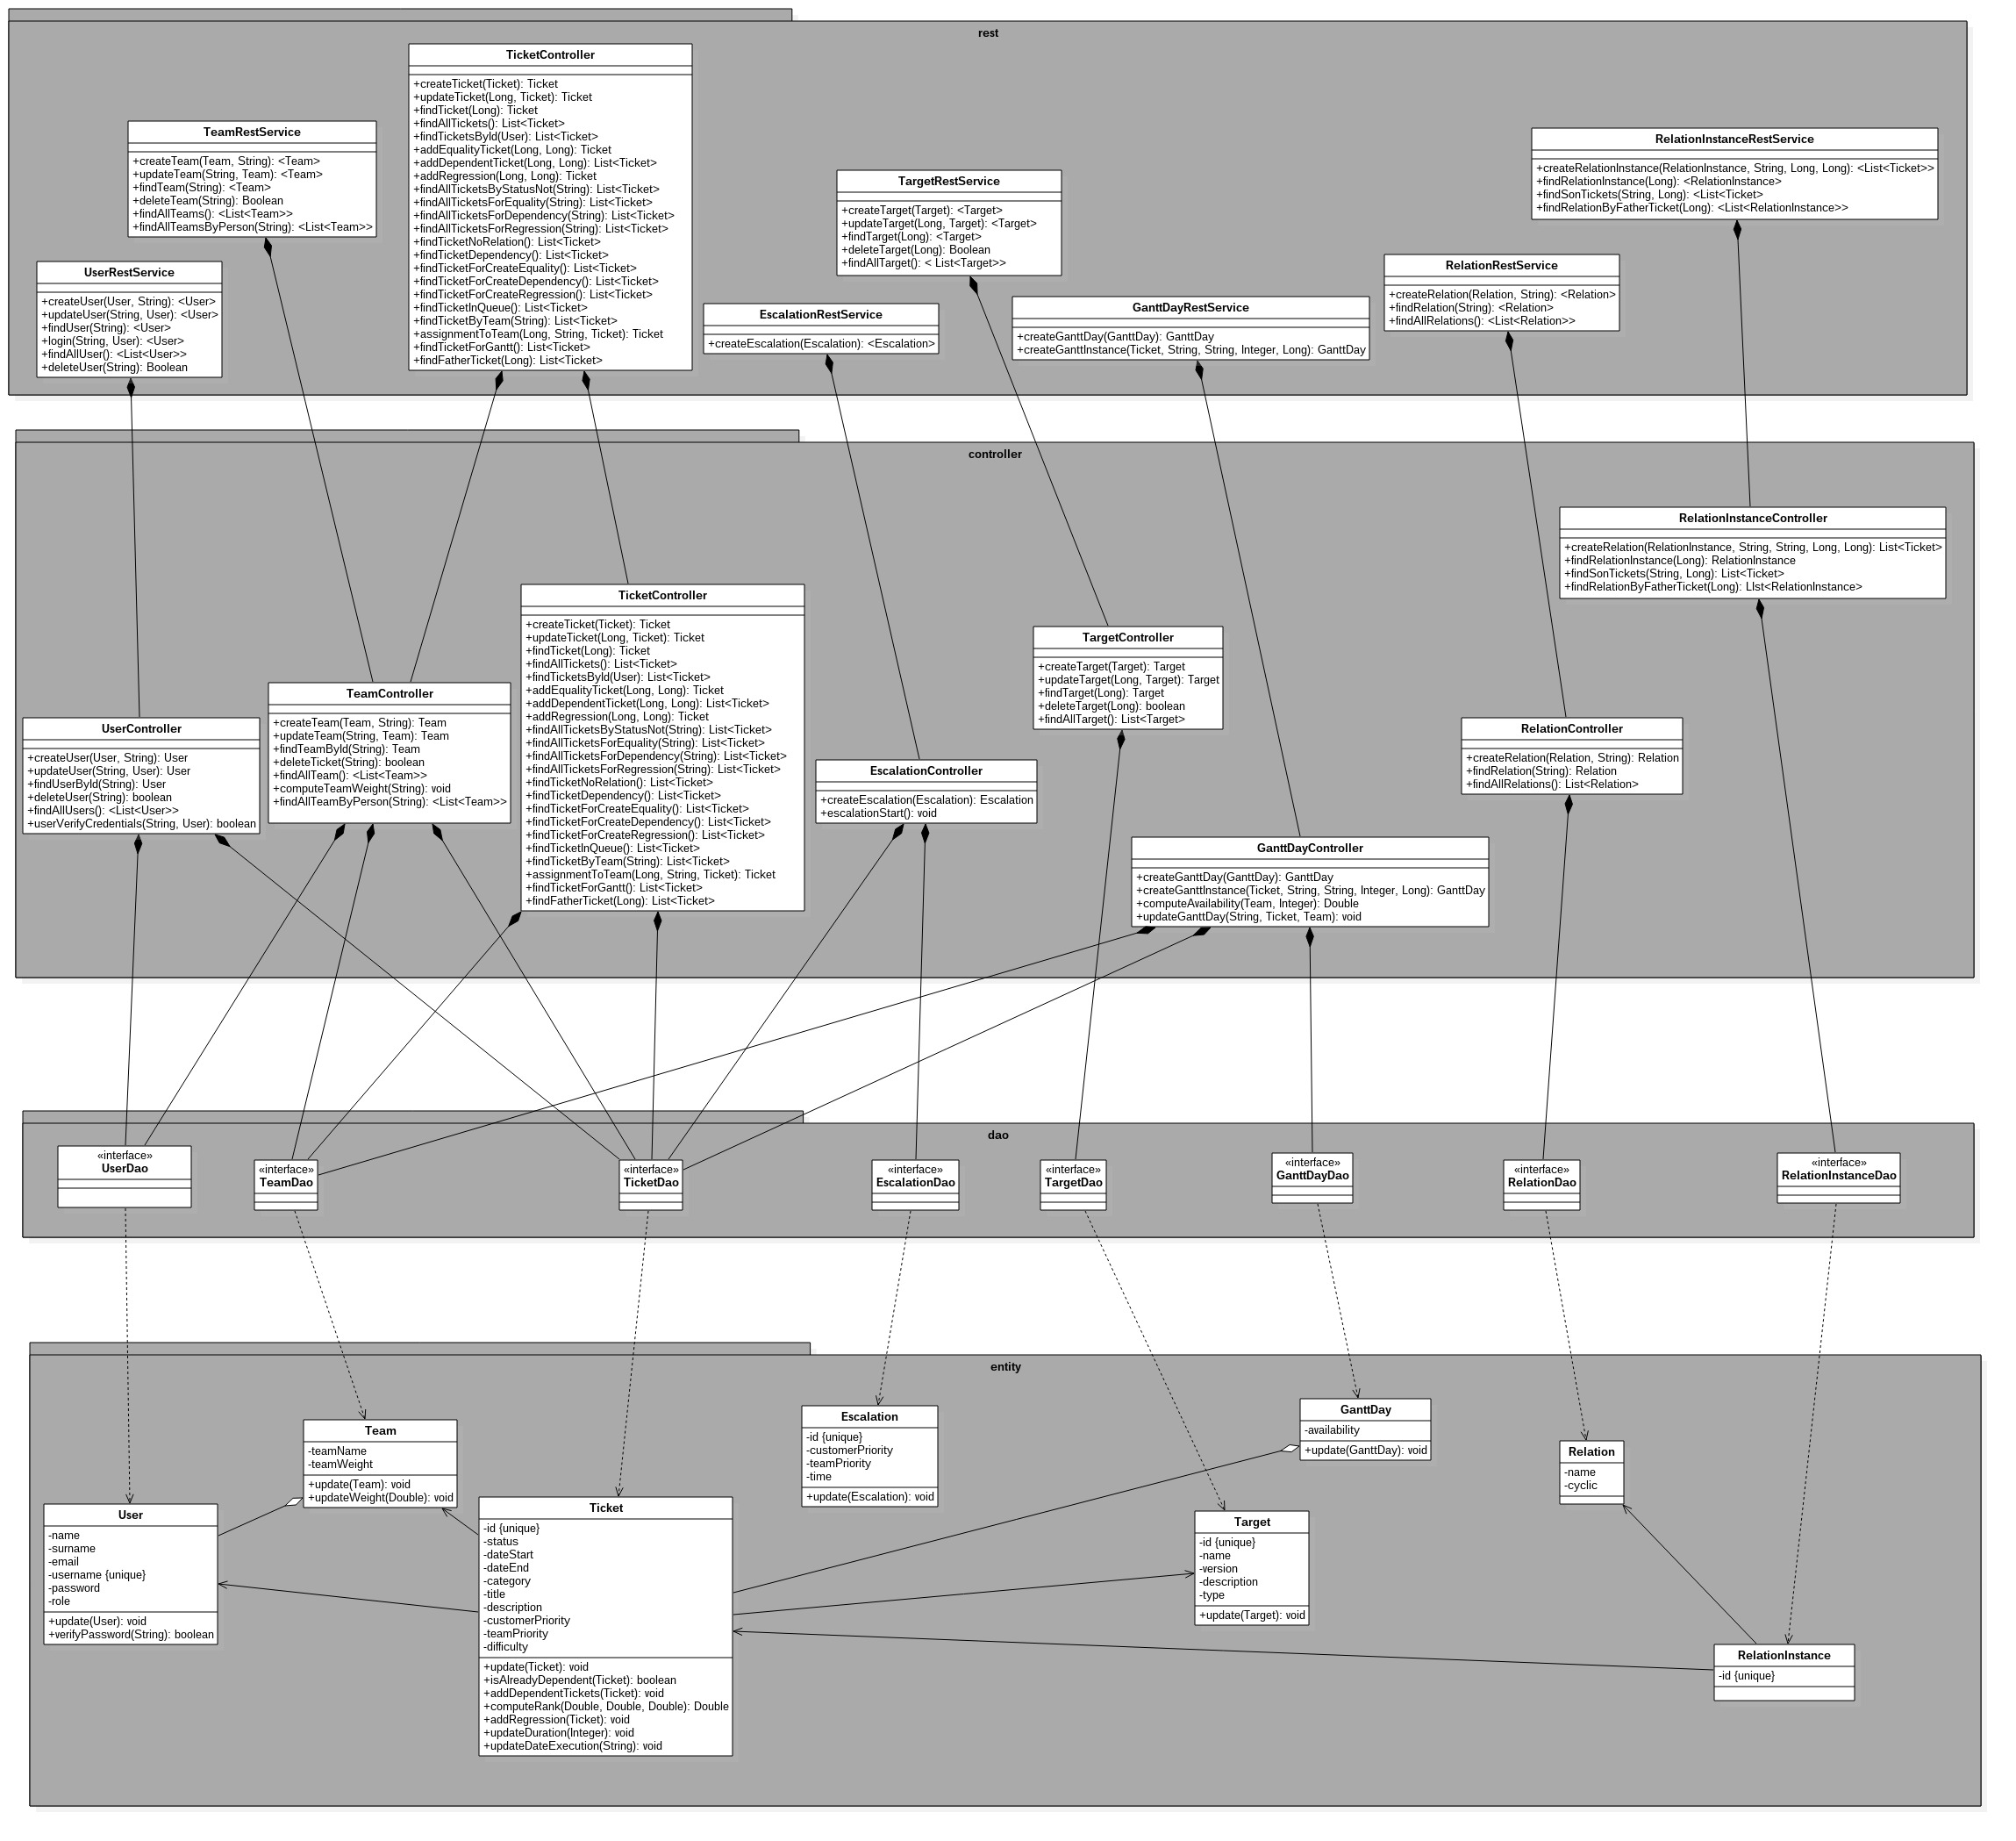 rest
TicketController
+createTicket(Ticket): Ticket
+updateTicket(Long, Ticket): Ticket
+findTicket(Long): Ticket
+findAllTickets(): List<Ticket>
+findTicketsById(User): List<Ticket>
+addEqualityTicket(Long, Long): Ticket
+addDependentTicket(Long, Long): List<Ticket>
+addRegression(Long, Long): Ticket
+findAllTicketsByStatusNot(String): List<Ticket>
+findAllTicketsForEquality(String): List<Ticket>
+findAllTicketsForDependency(String): List<Ticket>
+findAllTicketsForRegression(String): List<Ticket>
+findTicketNoRelation(): List<Ticket>
+findTicketDependency(): List<Ticket>
+findTicketForCreateEquality(): List<Ticket>
+findTicketForCreateDependency(): List<Ticket>
+findTicketForCreateRegression(): List<Ticket>
+findTicketInQueue(): List<Ticket>
+findTicketByTeam(String): List<Ticket>
+assignmentToTeam(Long, String, Ticket): Ticket
+findTicketForGantt(): List<Ticket>
+findFatherTicket(Long): List<Ticket>
TeamRestService
+createTeam(Team, String): <Team>
+updateTeam(String, Team): <Team>
+findTeam(String): <Team>
+deleteTeam(String): Boolean
+findAllTeams(): <List<Team>>
+findAllTeamsByPerson(String): <List<Team>>
RelationInstanceRestService
+createRelationInstance(RelationInstance, String, Long, Long): <List<Ticket>>
+findRelationInstance(Long): <RelationInstance>
+findSonTickets(String, Long): <List<Ticket>
+findRelationByFatherTicket(Long): <List<RelationInstance>>
TargetRestService
+createTarget(Target): <Target>
+updateTarget(Long, Target): <Target>
+findTarget(Long): <Target>
+deleteTarget(Long): Boolean
+findAllTarget(): < List<Target>>
UserRestService
+createUser(User, String): <User>
+updateUser(String, User): <User>
+findUser(String): <User>
+login(String, User): <User>
+findAllUser(): <List<User>>
+deleteUser(String): Boolean
RelationRestService
+createRelation(Relation, String): <Relation>
+findRelation(String): <Relation>
+findAllRelations(): <List<Relation>>
EscalationRestService
+createEscalation(Escalation): <Escalation>
GanttDayRestService
+createGanttDay(GanttDay): GanttDay
+createGanttInstance(Ticket, String, String, Integer, Long): GanttDay
controller
RelationInstanceController
+createRelation(RelationInstance, String, String, Long, Long): List<Ticket>
+findRelationInstance(Long): RelationInstance
+findSonTickets(String, Long): List<Ticket>
+findRelationByFatherTicket(Long): LIst<RelationInstance>
TicketController
+createTicket(Ticket): Ticket
+updateTicket(Long, Ticket): Ticket
+findTicket(Long): Ticket
+findAllTickets(): List<Ticket>
+findTicketsById(User): List<Ticket>
+addEqualityTicket(Long, Long): Ticket
+addDependentTicket(Long, Long): List<Ticket>
+addRegression(Long, Long): Ticket
+findAllTicketsByStatusNot(String): List<Ticket>
+findAllTicketsForEquality(String): List<Ticket>
+findAllTicketsForDependency(String): List<Ticket>
+findAllTicketsForRegression(String): List<Ticket>
+findTicketNoRelation(): List<Ticket>
+findTicketDependency(): List<Ticket>
+findTicketForCreateEquality(): List<Ticket>
+findTicketForCreateDependency(): List<Ticket>
+findTicketForCreateRegression(): List<Ticket>
+findTicketInQueue(): List<Ticket>
+findTicketByTeam(String): List<Ticket>
+assignmentToTeam(Long, String, Ticket): Ticket
+findTicketForGantt(): List<Ticket>
+findFatherTicket(Long): List<Ticket>
TargetController
+createTarget(Target): Target
+updateTarget(Long, Target): Target
+findTarget(Long): Target
+deleteTarget(Long): boolean
+findAllTarget(): List<Target>
TeamController
+createTeam(Team, String): Team
+updateTeam(String, Team): Team
+findTeamById(String): Team
+deleteTicket(String): boolean
+findAllTeam(): <List<Team>>
+computeTeamWeight(String): void
+findAllTeamByPerson(String): <List<Team>>
UserController
+createUser(User, String): User
+updateUser(String, User): User
+findUserById(String): User
+deleteUser(String): boolean
+findAllUsers(): <List<User>>
+userVerifyCredentials(String, User): boolean
RelationController
+createRelation(Relation, String): Relation
+findRelation(String): Relation
+findAllRelations(): List<Relation>
EscalationController
+createEscalation(Escalation): Escalation
+escalationStart(): void
GanttDayController
+createGanttDay(GanttDay): GanttDay
+createGanttInstance(Ticket, String, String, Integer, Long): GanttDay
+computeAvailability(Team, Integer): Double
+updateGanttDay(String, Ticket, Team): void
dao
«interface»
UserDao
«interface»
TeamDao
«interface»
TicketDao
«interface»
EscalationDao
«interface»
TargetDao
«interface»
GanttDayDao
«interface»
RelationDao
«interface»
RelationInstanceDao
entity
Team
-teamName
-teamWeight
+update(Team): void
+updateWeight(Double): void
Escalation
-id {unique}
-customerPriority
-teamPriority
-time
+update(Escalation): void
GanttDay
-availability
+update(GanttDay): void
Relation
-name
-cyclic
User
-name
-surname
-email
-username {unique}
-password
-role
+update(User): void
+verifyPassword(String): boolean
Ticket
-id {unique}
-status
-dateStart
-dateEnd
-category
-title
-description
-customerPriority
-teamPriority
-difficulty
+update(Ticket): void
+isAlreadyDependent(Ticket): boolean
+addDependentTickets(Ticket): void
+computeRank(Double, Double, Double): Double
+addRegression(Ticket): void
+updateDuration(Integer): void
+updateDateExecution(String): void
Target
-id {unique}
-name
-version
-description
-type
+update(Target): void
RelationInstance
-id {unique}